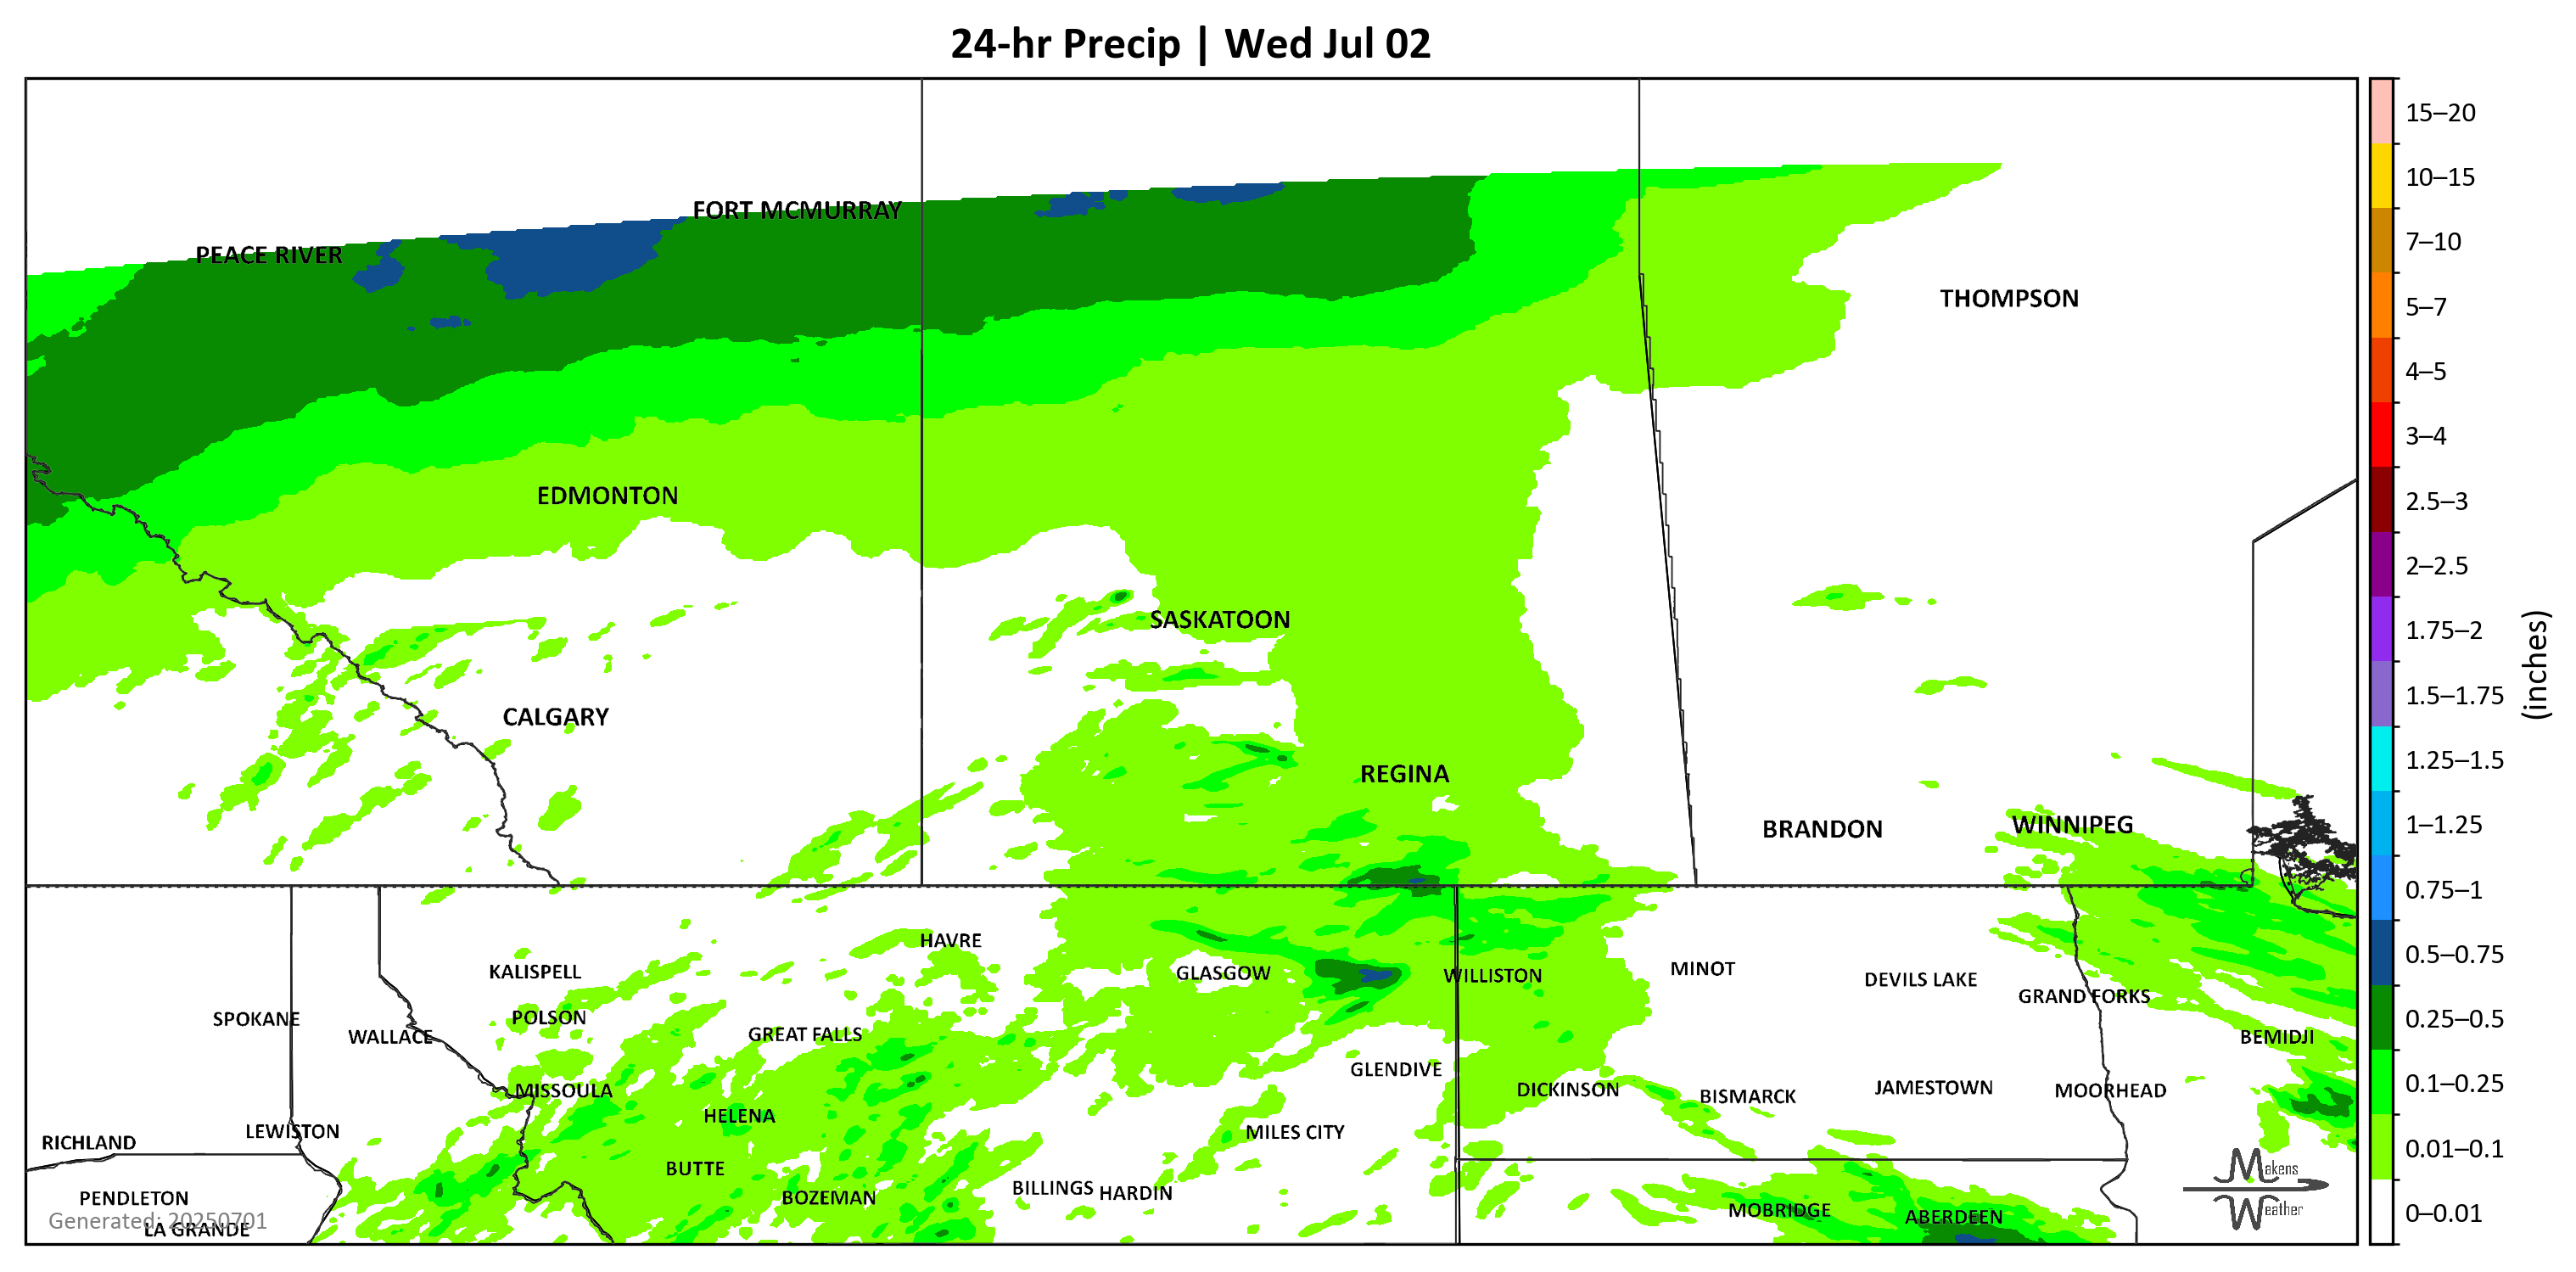 24-hr Precip | Wed Jul 02
15–20
10–15
7–10
5–7
4–5
3–4
2.5–3
2–2.5
1.75–2
1.5–1.75
1.25–1.5
1–1.25
0.75–1
0.5–0.75
0.25–0.5
0.1–0.25
0.01–0.1
0–0.01
(inches)
FORT MCMURRAY
PEACE RIVER
THOMPSON
EDMONTON
SASKATOON
CALGARY
REGINA
BRANDON
WINNIPEG
HAVRE
KALISPELL
GLASGOW
WILLISTON
MINOT
DEVILS LAKE
GRAND FORKS
SPOKANE
WALLACE
POLSON
GREAT FALLS
BEMIDJI
GLENDIVE
MISSOULA
DICKINSON
BISMARCK
JAMESTOWN
MOORHEAD
HELENA
RICHLAND
LEWISTON
MILES CITY
BUTTE
PENDLETON
BOZEMAN
BILLINGS
HARDIN
MOBRIDGE
ABERDEEN
Generated: 20250701
LA GRANDE
Makens
Weather